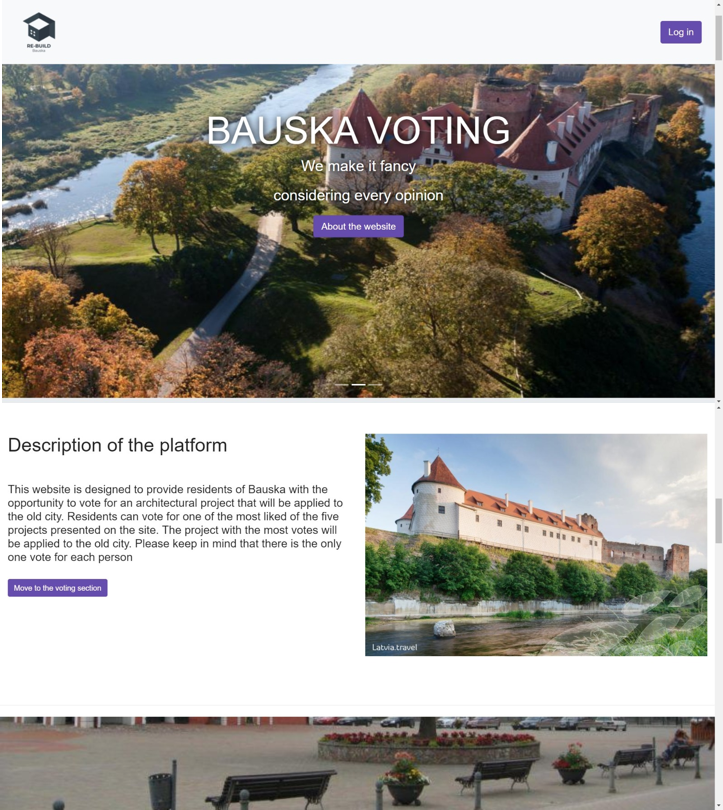 RE-BUILD
Bauska
Log in
BAUSKA VOTING
We make it fancy
considering every opinion
About the website
Description of the platform
This website is designed to provide residents of Bauska with the
opportunity to vote for an architectural project that will be applied to
the old city. Residents can vote for one of the most liked of the five
projects presented on the site. The project with the most votes will
be applied to the old city. Please keep in mind that there is the only
one vote for each person
Move to the voting section
Latvia.travel